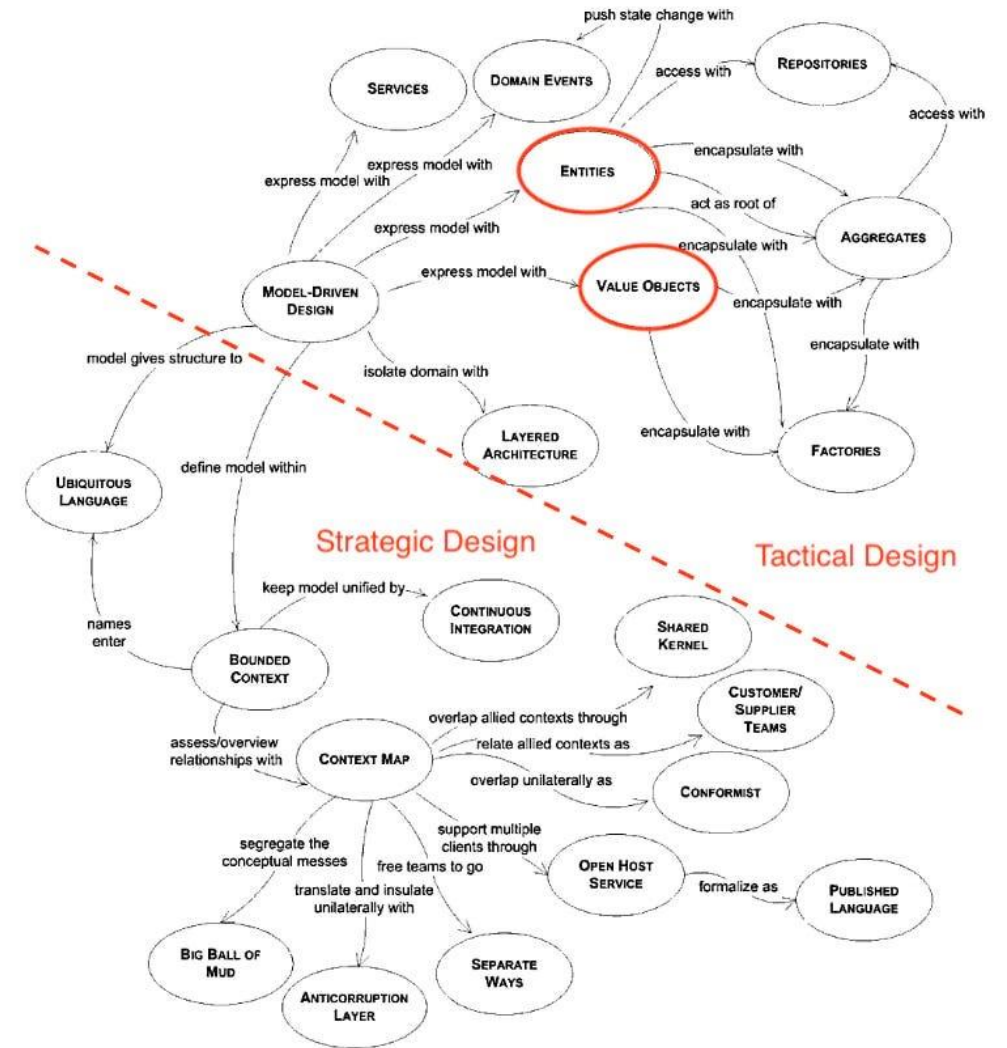 push state change with
SERVICES
DOMAIN EVENTS
access with
REPOSITORIES
access with
express model with
express model with
ENTITIES
encapsulate with
act as root of
express model with
encapsulate with
AGGREGATES
MODEL-DRIVEN
DESIGN
express model with
VALUE OBJECTS
encapsulate with
model gives structure to
isolate domain with
encapsulate with
LAYERED
ARCHITECTURE
encapsulate with
FACTORIES
UBIQUITOUS
LANGUAGE
define model within
Strategic Design
Tactical Design
keep model unified by
CONTINUOUS
INTEGRATION
names
enter
BOUNDED
CONTEXT
SHARED
KERNEL
overlap allied contexts through
CUSTOMER/
SUPPLIER
TEAMS
assess/overview
relationships with
CONTEXT MAP
relate allied contexts as
overlap unilaterally as
CONFORMIST
segregate the
conceptual messes
free teams to go
support multiple
clients through
translate and insulate
unilaterally with
OPEN HOST
SERVICE
formalize as
PUBLISHED
LANGUAGE
BIG BALL OF
MUD
ANTICORRUPTION
LAYER
SEPARATE
WAYS